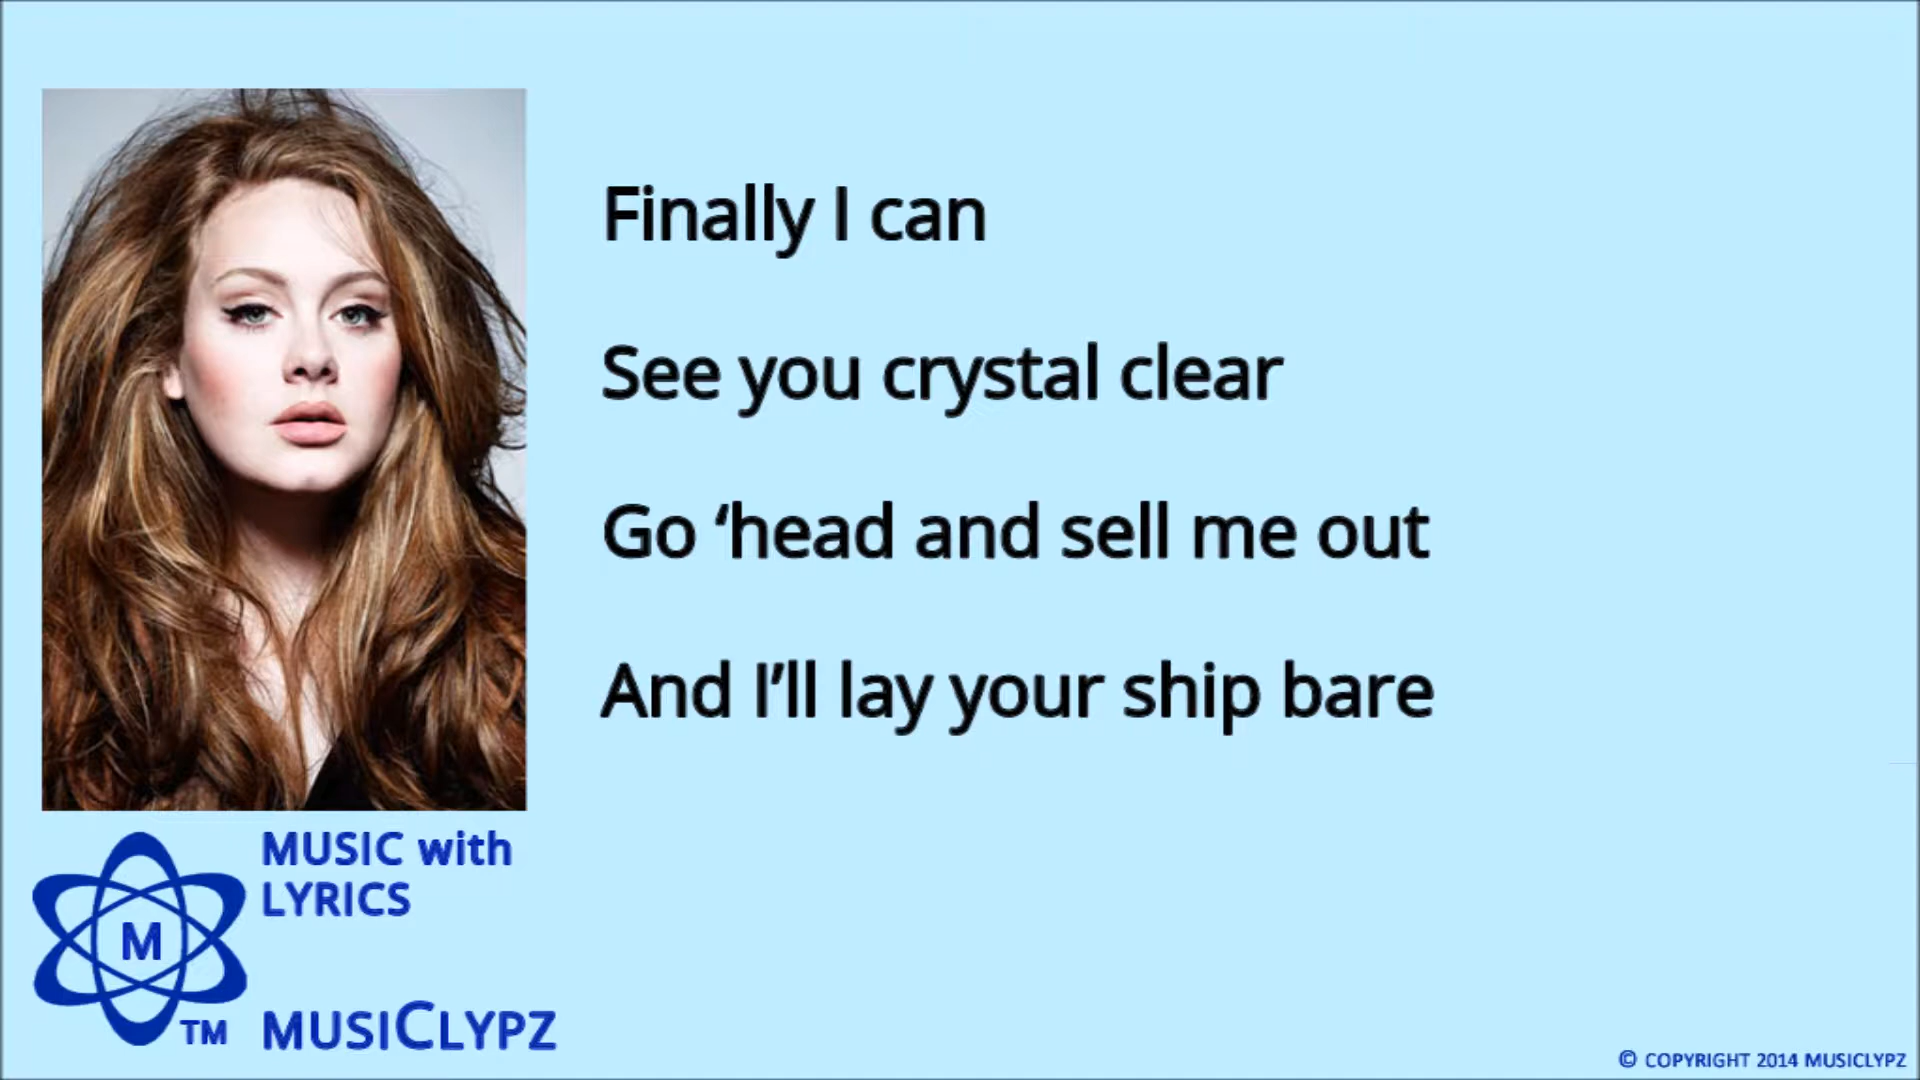 Finally I can
See you crystal clear
Go ‘head and sell me out
And I’ll lay your ship bare
MUSIC with
LYRICS
M
TM
MUSICLYPZ
© COPYRIGHT 2014 MUSICLYPZ